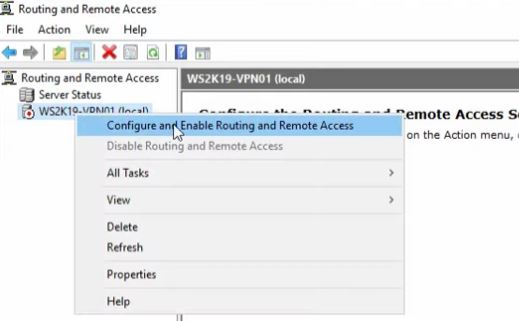 Routing and Remote Access
File Action View Help
Routing and Remote Access
Server Status
WS2K19-VPN01 (local)
WS2K19-VPN01 (local)
Configure the Routing and Remote Access Se
on the Action menu,
Configure and Enable Routing and Remote Access
Disable Routing and Remote Access
All Tasks
View
Delete
Refresh
Properties
Help